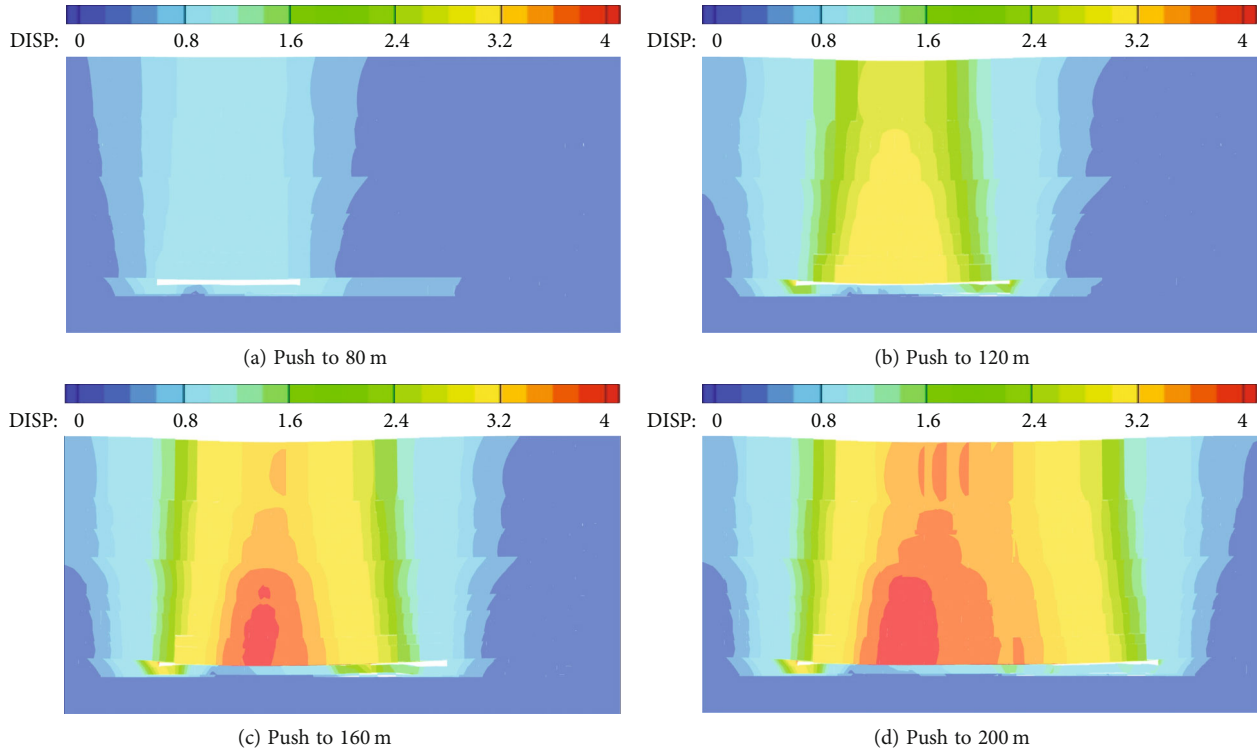 DISP: 0 0.8 1.6 2.4 3.2 4
DISP: 0 0.8 1.6 2.4 3.2 4
(a) Push to 80 m
(b) Push to 120 m
DISP: 0 0.8 1.6 2.4 3.2 4
DISP: 0 0.8 1.6 2.4 3.2 4
(c) Push to 160 m
(d) Push to 200 m